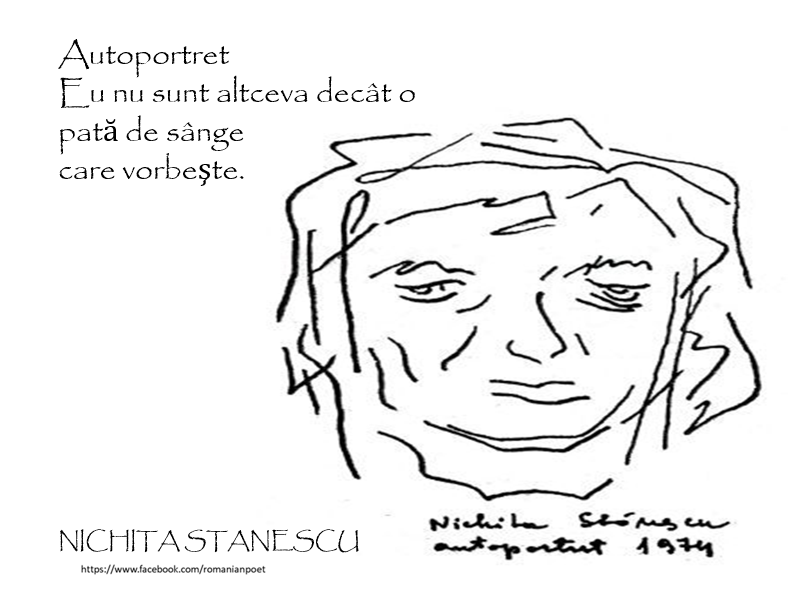 Autoportret
Eu nu sunt altceva decât o
pată de sânge
care vorbește.
Nichita Stănescu
autoportret 1974
NICHITA STANESCU
https://www.facebook.com/romanianpoet